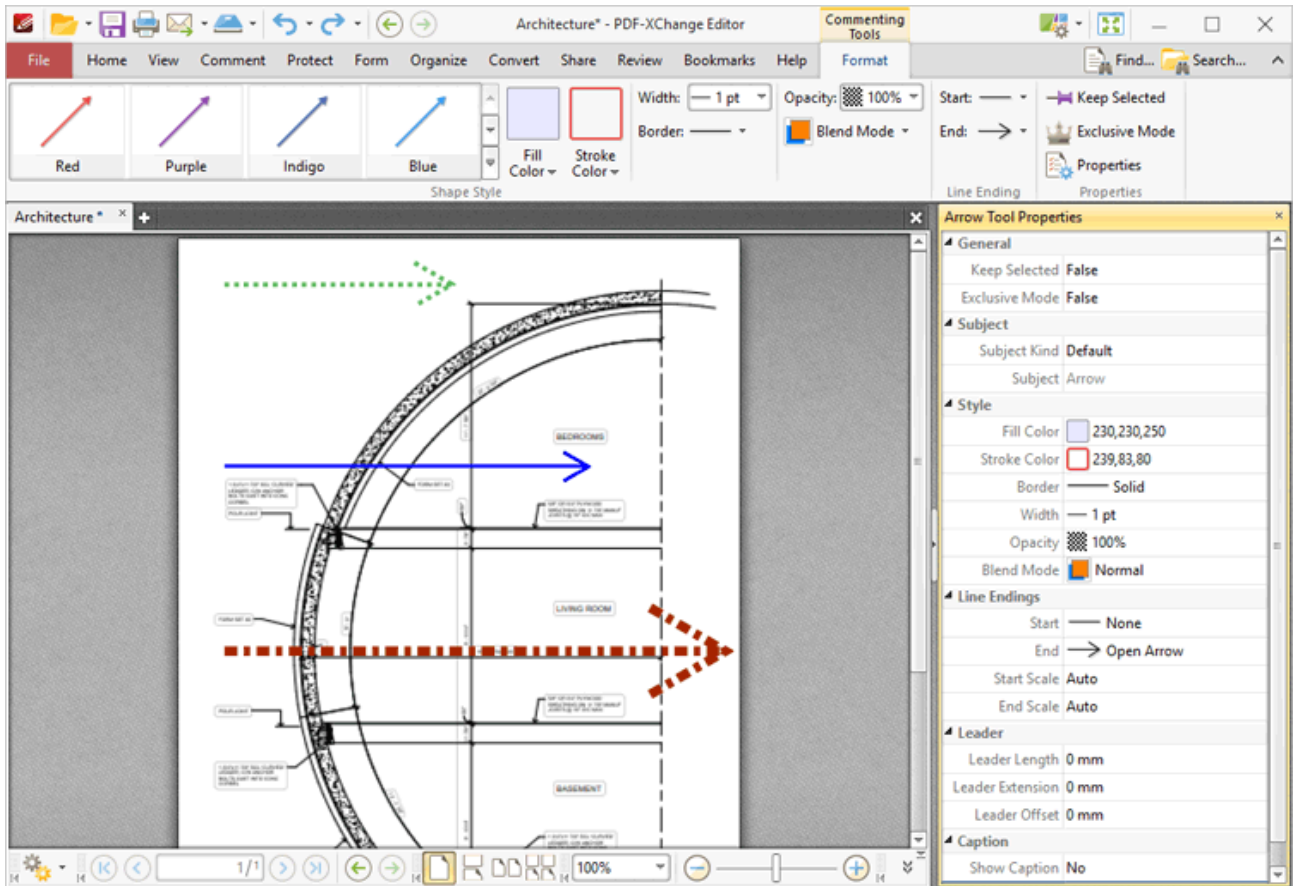 Architecture* - PDF-XChange Editor
Commenting Tools
File Home View Comment Protect Form Organize Convert Share Review Bookmarks Help Format Find... Search...
Red Purple Indigo Blue
Fill Color
Stroke Color
Width: 1 pt
Border:
Opacity: 100%
Blend Mode
Start:
End:
Keep Selected
Exclusive Mode
Properties
Shape Style Line Ending Properties
Architecture *
BEDROOMS
LIVING ROOM
BASEMENT
Arrow Tool Properties
General
Keep Selected False
Exclusive Mode False
Subject
Subject Kind Default
Subject Arrow
Style
Fill Color 230,230,250
Stroke Color 239,83,80
Border Solid
Width 1 pt
Opacity 100%
Blend Mode Normal
Line Endings
Start None
End Open Arrow
Start Scale Auto
End Scale Auto
Leader
Leader Length 0 mm
Leader Extension 0 mm
Leader Offset 0 mm
Caption
Show Caption No
1/1 100%